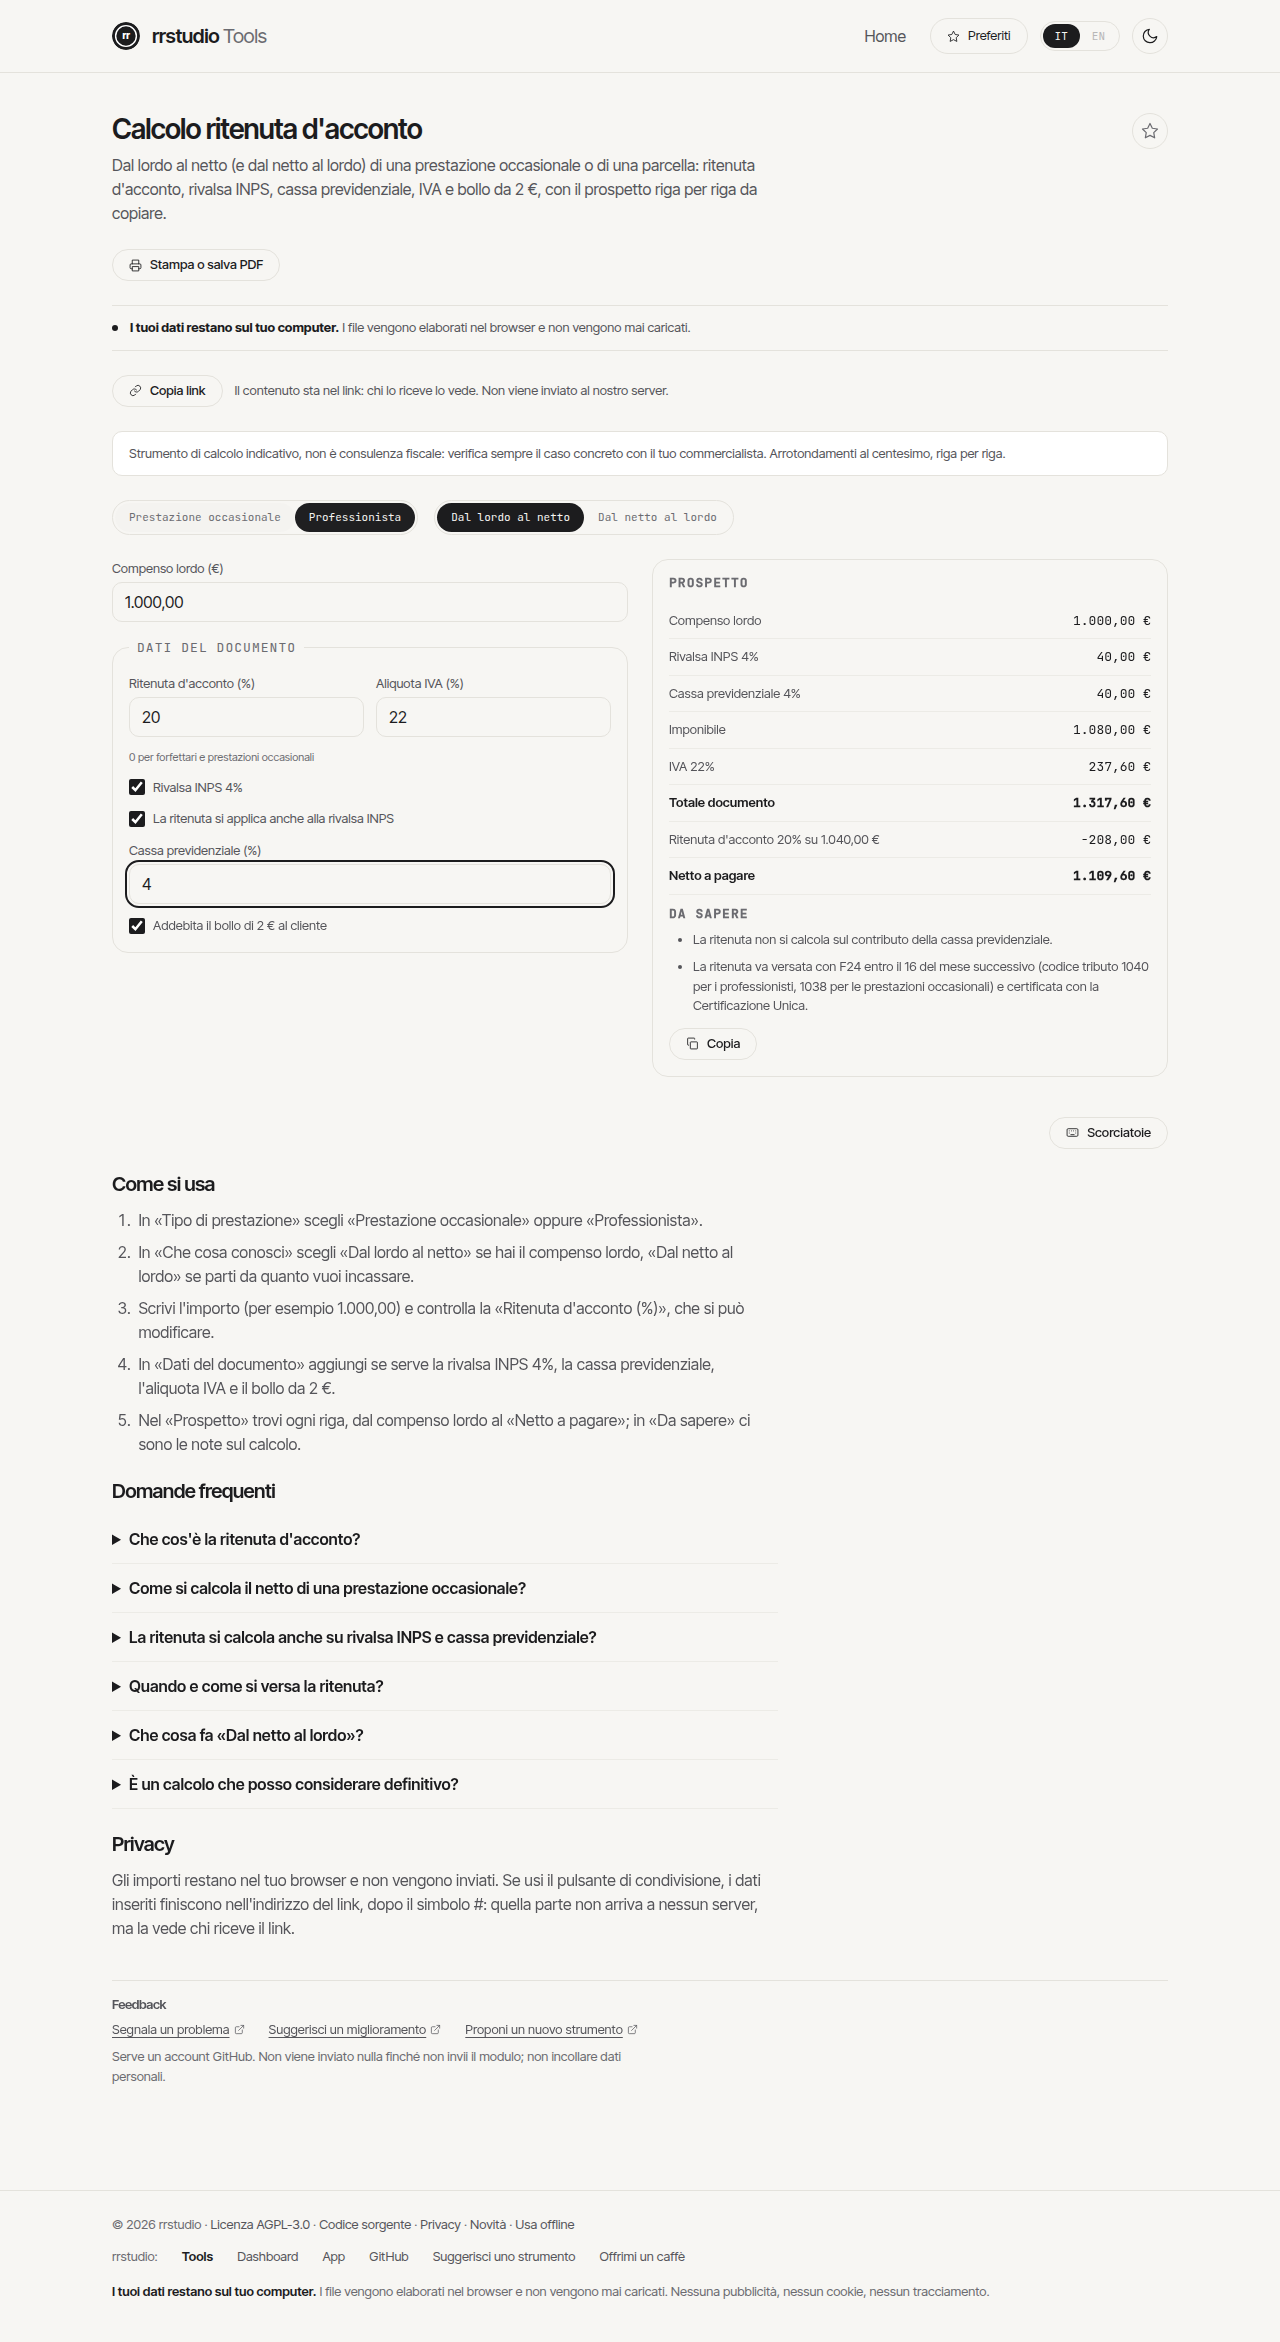 rr rrstudio Tools
Home
Preferiti
IT EN
Calcolo ritenuta d'acconto
Dal lordo al netto (e dal netto al lordo) di una prestazione occasionale o di una parcella: ritenuta
d'acconto, rivalsa INPS, cassa previdenziale, IVA e bollo da 2 €, con il prospetto riga per riga da
copiare.
Stampa o salva PDF
I tuoi dati restano sul tuo computer. I file vengono elaborati nel browser e non vengono mai caricati.
Copia link
Il contenuto sta nel link: chi lo riceve lo vede. Non viene inviato al nostro server.
Strumento di calcolo indicativo, non è consulenza fiscale: verifica sempre il caso concreto con il tuo commercialista. Arrotondamenti al centesimo, riga per riga.
Prestazione occasionale Professionista
Dal lordo al netto Dal netto al lordo
Compenso lordo (€)
1.000,00
DATI DEL DOCUMENTO
Ritenuta d'acconto (%) Aliquota IVA (%)
20 22
0 per forfettari e prestazioni occasionali
Rivalsa INPS 4%
La ritenuta si applica anche alla rivalsa INPS
Cassa previdenziale (%)
4
Addebita il bollo di 2 € al cliente
PROSPETTO
Compenso lordo 1.000,00 €
Rivalsa INPS 4% 40,00 €
Cassa previdenziale 4% 40,00 €
Imponibile 1.080,00 €
IVA 22% 237,60 €
Totale documento 1.317,60 €
Ritenuta d'acconto 20% su 1.040,00 € -208,00 €
Netto a pagare 1.109,60 €
DA SAPERE
• La ritenuta non si calcola sul contributo della cassa previdenziale.
• La ritenuta va versata con F24 entro il 16 del mese successivo (codice tributo 1040
per i professionisti, 1038 per le prestazioni occasionali) e certificata con la
Certificazione Unica.
Copia
Scorciatoie
Come si usa
1. In «Tipo di prestazione» scegli «Prestazione occasionale» oppure «Professionista».
2. In «Che cosa conosci» scegli «Dal lordo al netto» se hai il compenso lordo, «Dal netto al
lordo» se parti da quanto vuoi incassare.
3. Scrivi l'importo (per esempio 1.000,00) e controlla la «Ritenuta d'acconto (%)», che si può
modificare.
4. In «Dati del documento» aggiungi se serve la rivalsa INPS 4%, la cassa previdenziale,
l'aliquota IVA e il bollo da 2 €.
5. Nel «Prospetto» trovi ogni riga, dal compenso lordo al «Netto a pagare»; in «Da sapere» ci
sono le note sul calcolo.
Domande frequenti
Che cos'è la ritenuta d'acconto?
Come si calcola il netto di una prestazione occasionale?
La ritenuta si calcola anche su rivalsa INPS e cassa previdenziale?
Quando e come si versa la ritenuta?
Che cosa fa «Dal netto al lordo»?
È un calcolo che posso considerare definitivo?
Privacy
Gli importi restano nel tuo browser e non vengono inviati. Se usi il pulsante di condivisione, i dati
inseriti finiscono nell'indirizzo del link, dopo il simbolo #: quella parte non arriva a nessun server,
ma la vede chi riceve il link.
Feedback
Segnala un problema Suggerisci un miglioramento Proponi un nuovo strumento
Serve un account GitHub. Non viene inviato nulla finché non invii il modulo; non incollare dati
personali.
© 2026 rrstudio · Licenza AGPL-3.0 · Codice sorgente · Privacy · Novità · Usa offline
rrstudio: Tools Dashboard App GitHub Suggerisci uno strumento Offrimi un caffè
I tuoi dati restano sul tuo computer. I file vengono elaborati nel browser e non vengono mai caricati. Nessuna pubblicità, nessun cookie, nessun tracciamento.